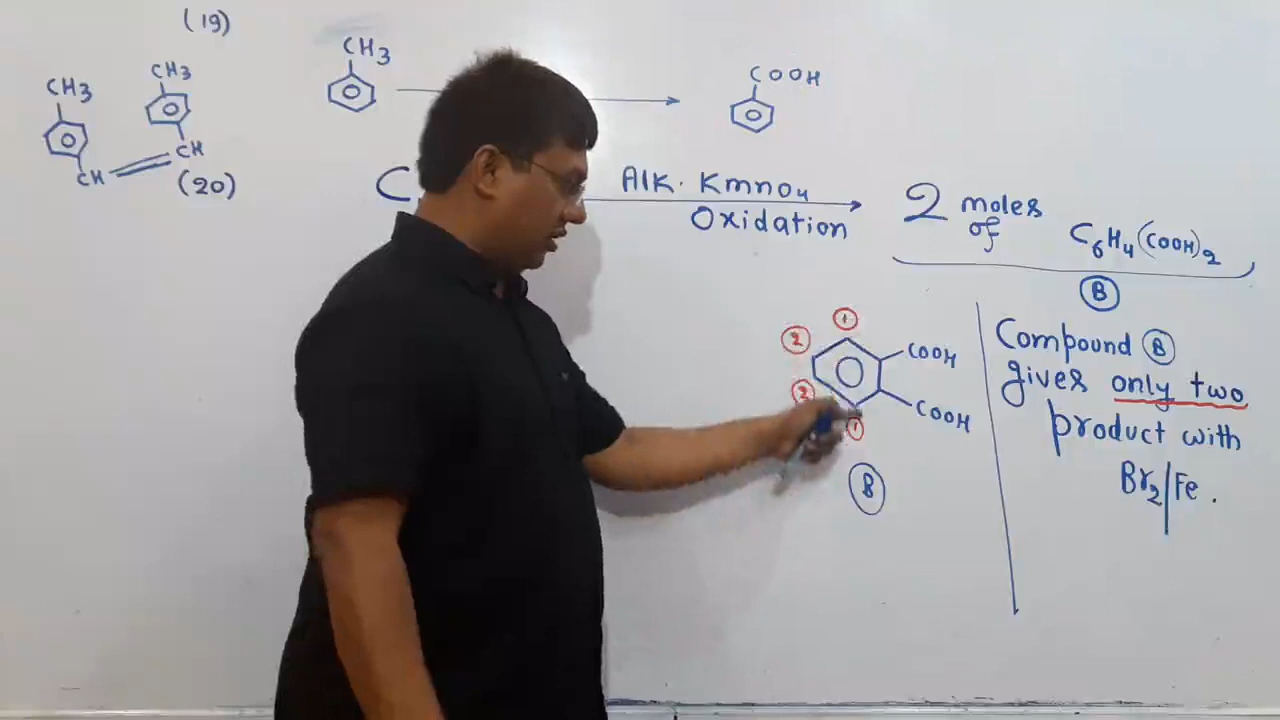 (19)
CH3
CH3
CH
CH
(20)
CH3
COOH
C
Alk. Kmno4
Oxidation
2 moles
of
C6H4(COOH)2
B
1
2
2
1
COOH
COOH
B
Compound B
gives only two
product with
Br2/Fe.